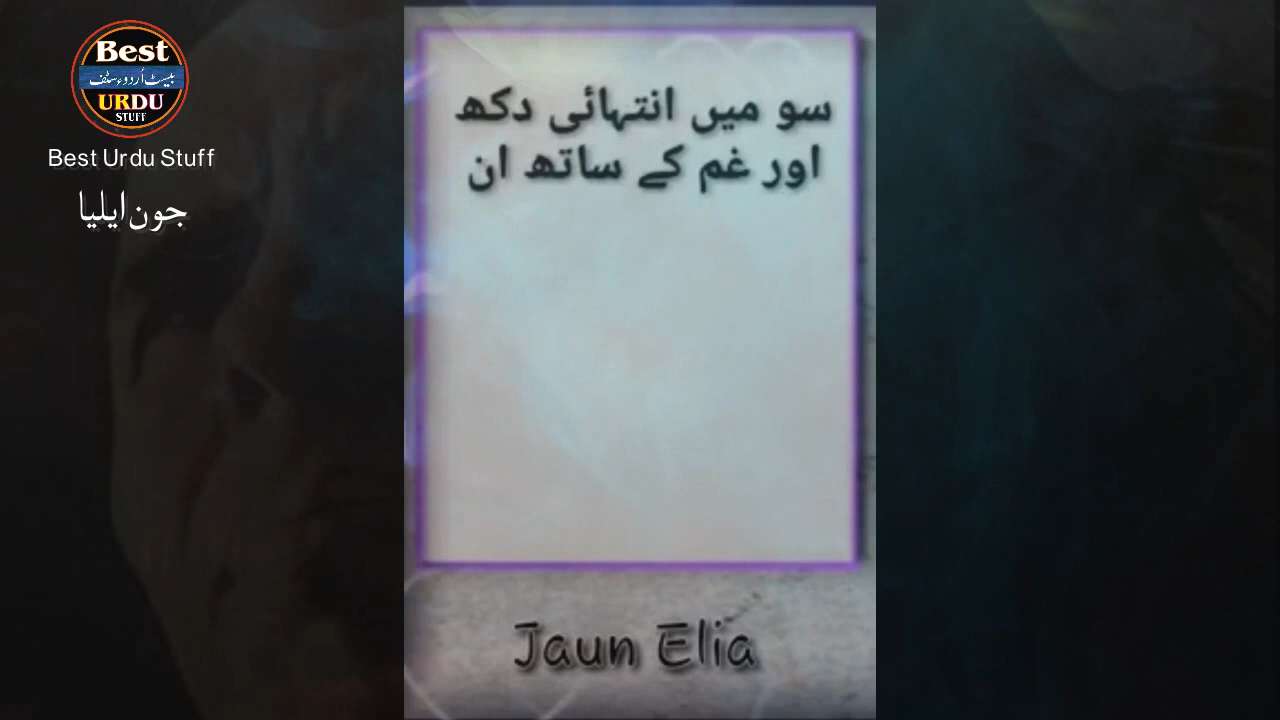 Best
بیسٹ اُردوء سٹف
URDU
STUFF
Best Urdu Stuff
جون ایلیا
سو میں انتہائی دکھ
اور غم کے ساتھ ان
Jaun Elia